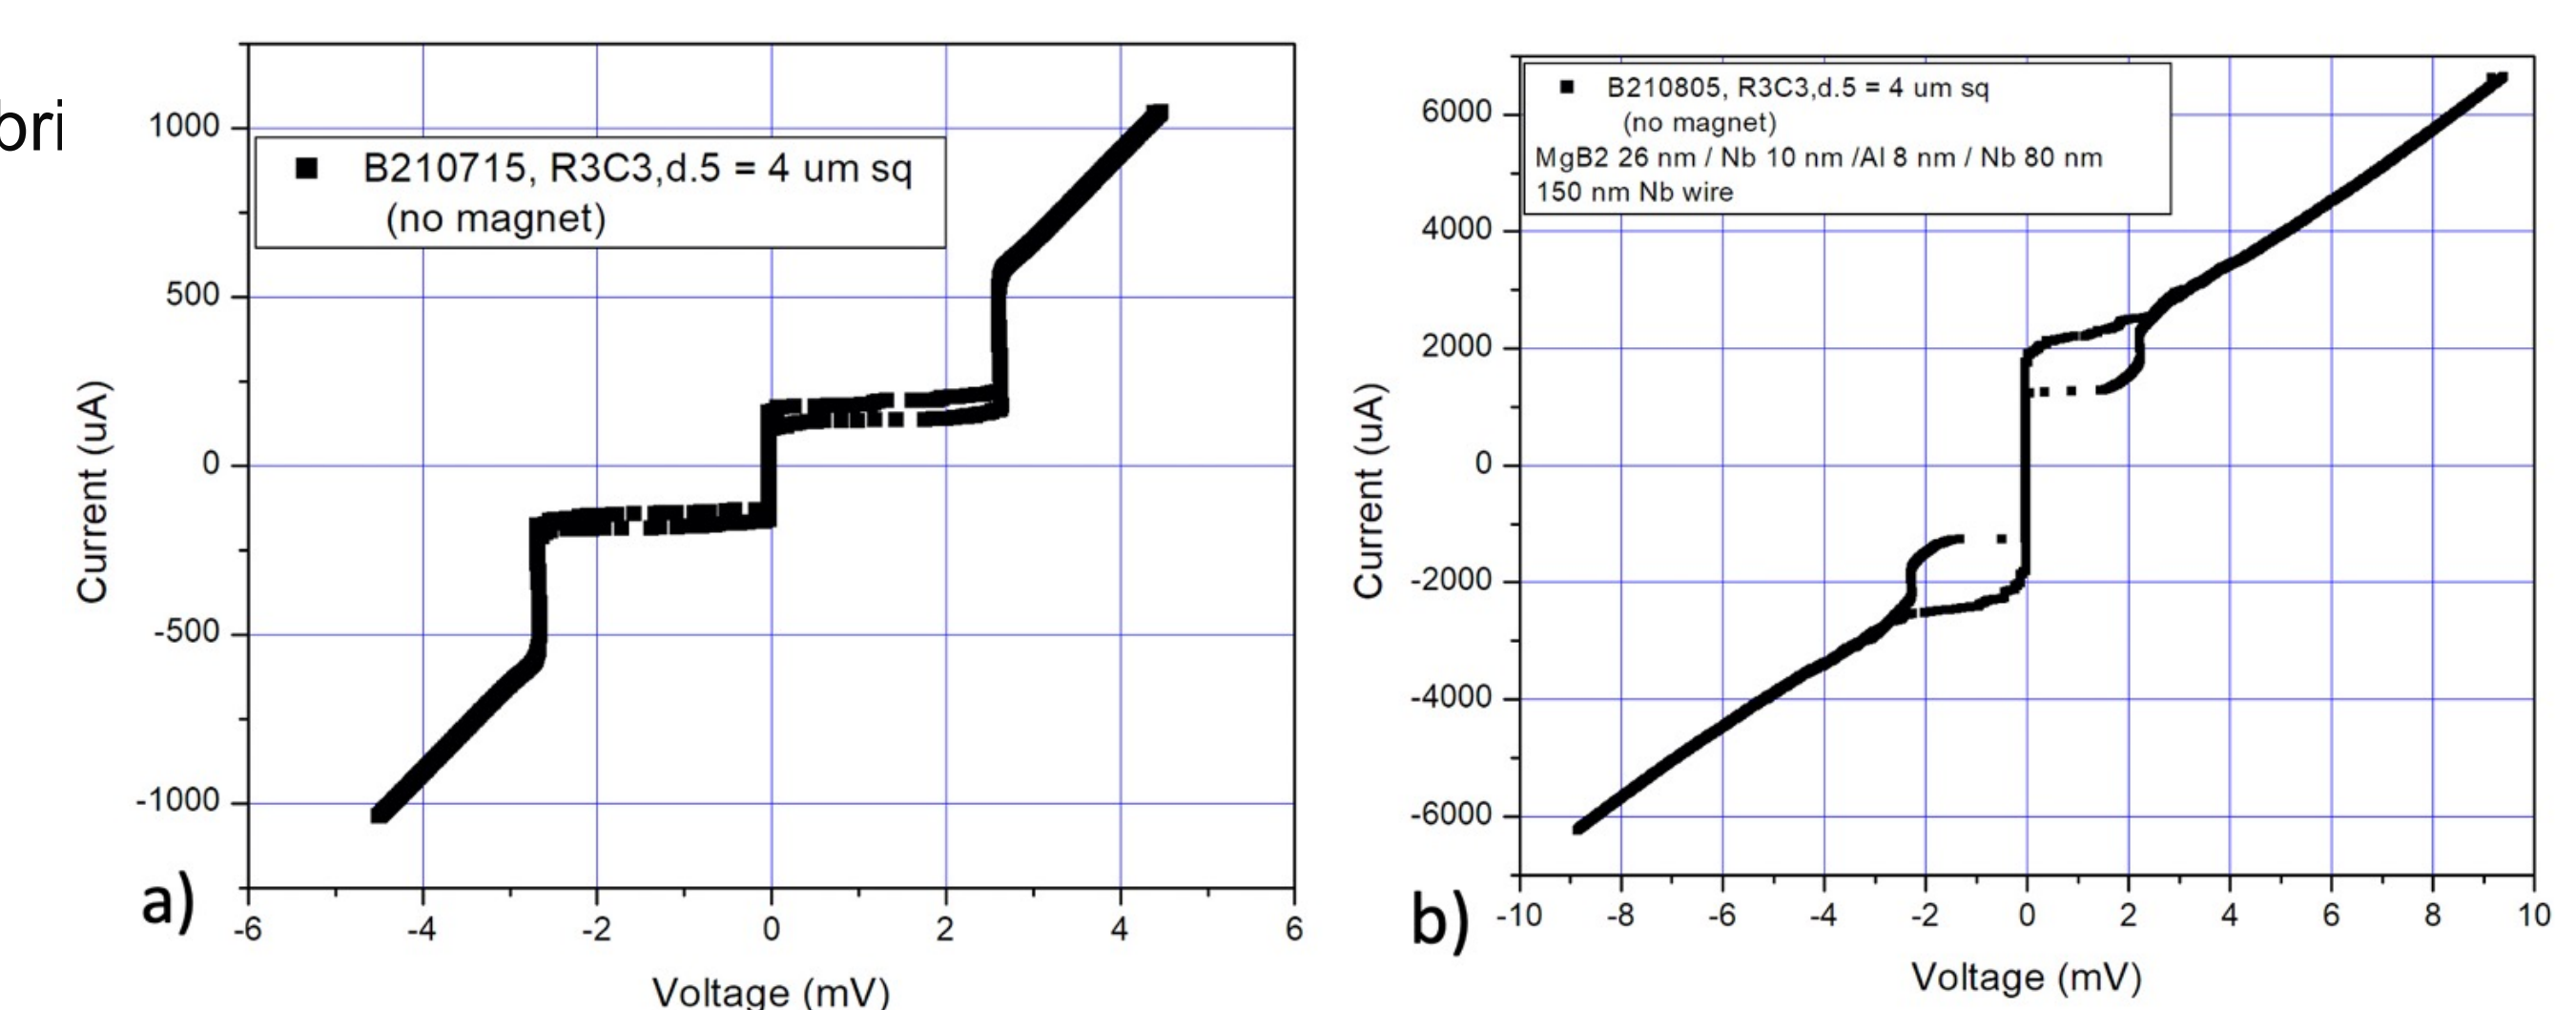 bri
B210715, R3C3,d.5 = 4 um sq
(no magnet)
1000
500
0
-500
-1000
Current (uA)
-6 -4 -2 0 2 4 6
Voltage (mV)
a)
B210805, R3C3,d.5 = 4 um sq
(no magnet)
MgB2 26 nm / Nb 10 nm /Al 8 nm / Nb 80 nm
150 nm Nb wire
6000
4000
2000
0
-2000
-4000
-6000
Current (uA)
-10 -8 -6 -4 -2 0 2 4 6 8 10
Voltage (mV)
b)